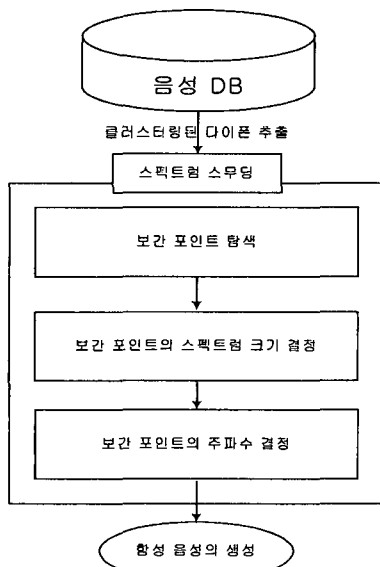 음성 DB
클러스터링된 다이폰 추출
스펙트럼 스무딩
보간 포인트 탐색
보간 포인트의 스펙트럼 크기 결정
보간 포인트의 주파수 결정
합성 음성의 생성